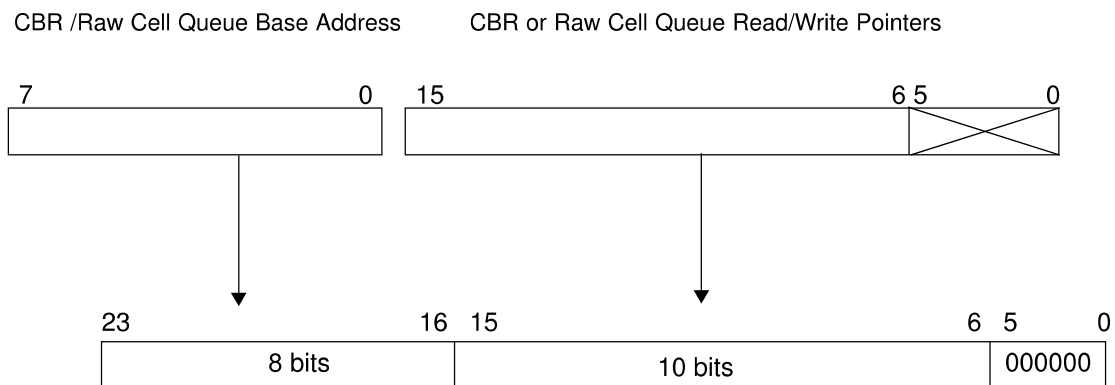 CBR /Raw Cell Queue Base Address CBR or Raw Cell Queue Read/Write Pointers
7 0 15 6 5 0
23 16 15 6 5 0
8 bits 10 bits 000000